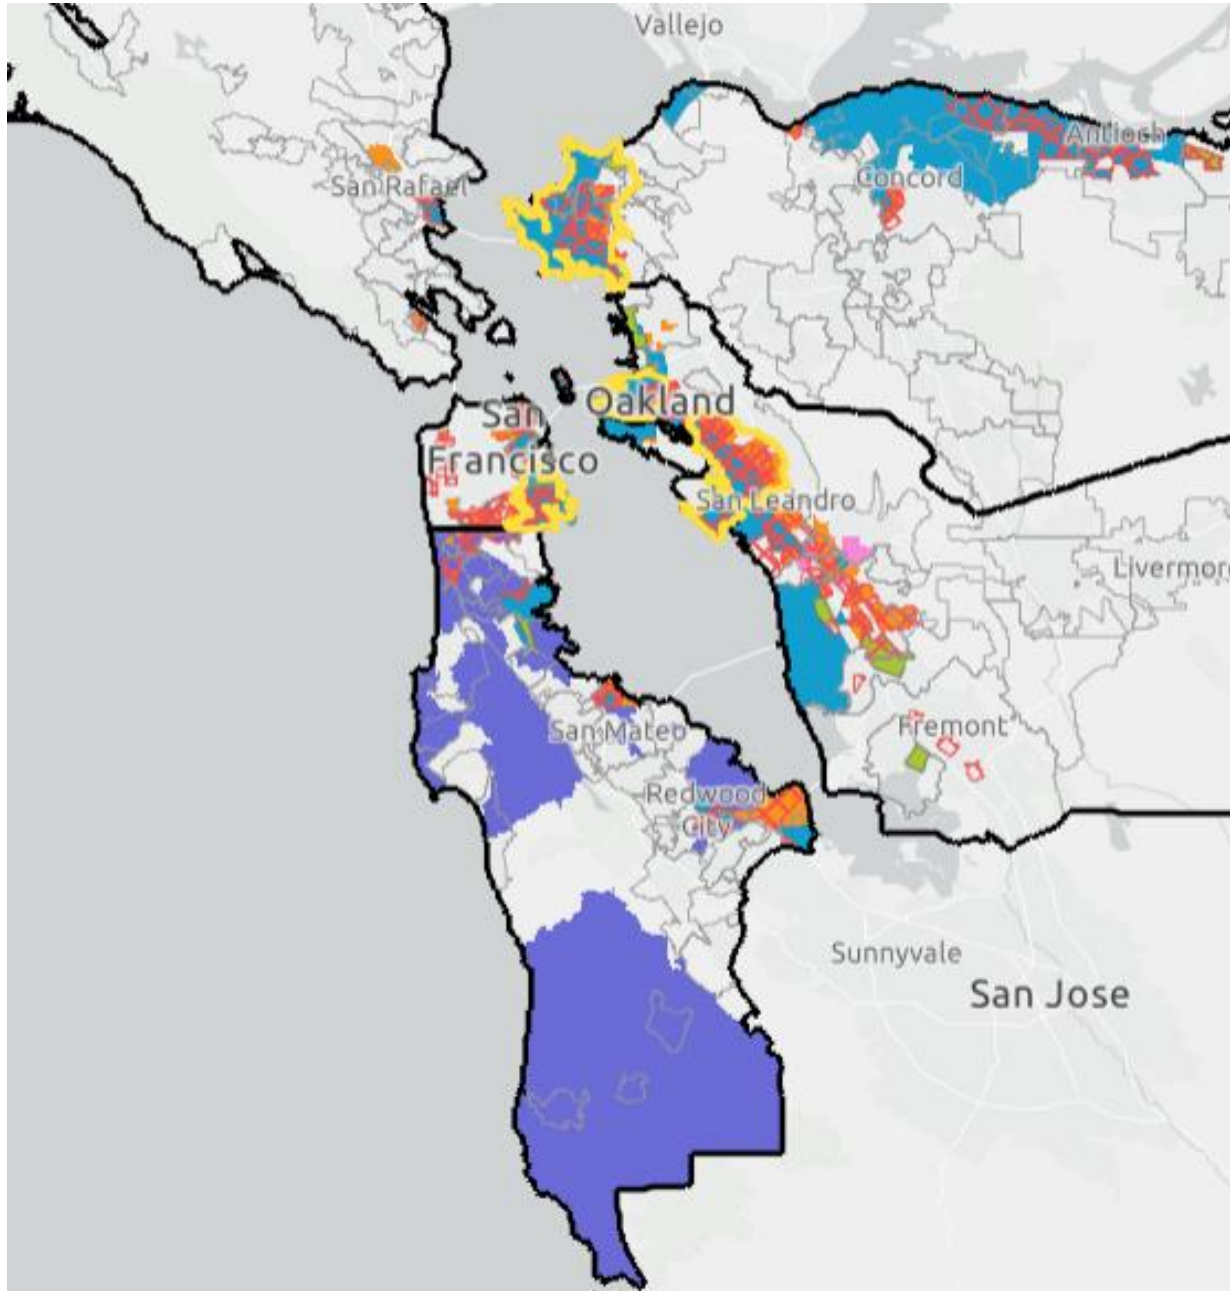 Vallejo
Antioch
Concord
San Rafael
Oakland
San
Francisco
San Leandro
Livermore
Fremont
San Mateo
Redwood
City
Sunnyvale
San Jose